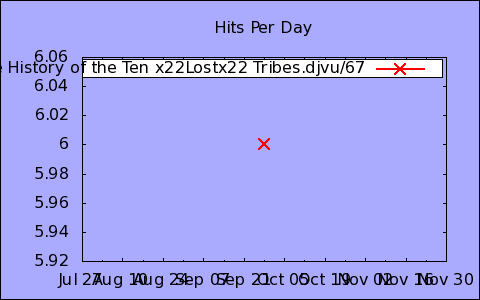 Hits Per Day
6.06
History of the Ten x22Lostx22 Tribes.djvu/67
6.04
6.02
6
5.98
5.96
5.94
5.92
Jul 27 Aug 10 Aug 24 Sep 07 Sep 21 Oct 05 Oct 19 Nov 02 Nov 16 Nov 30